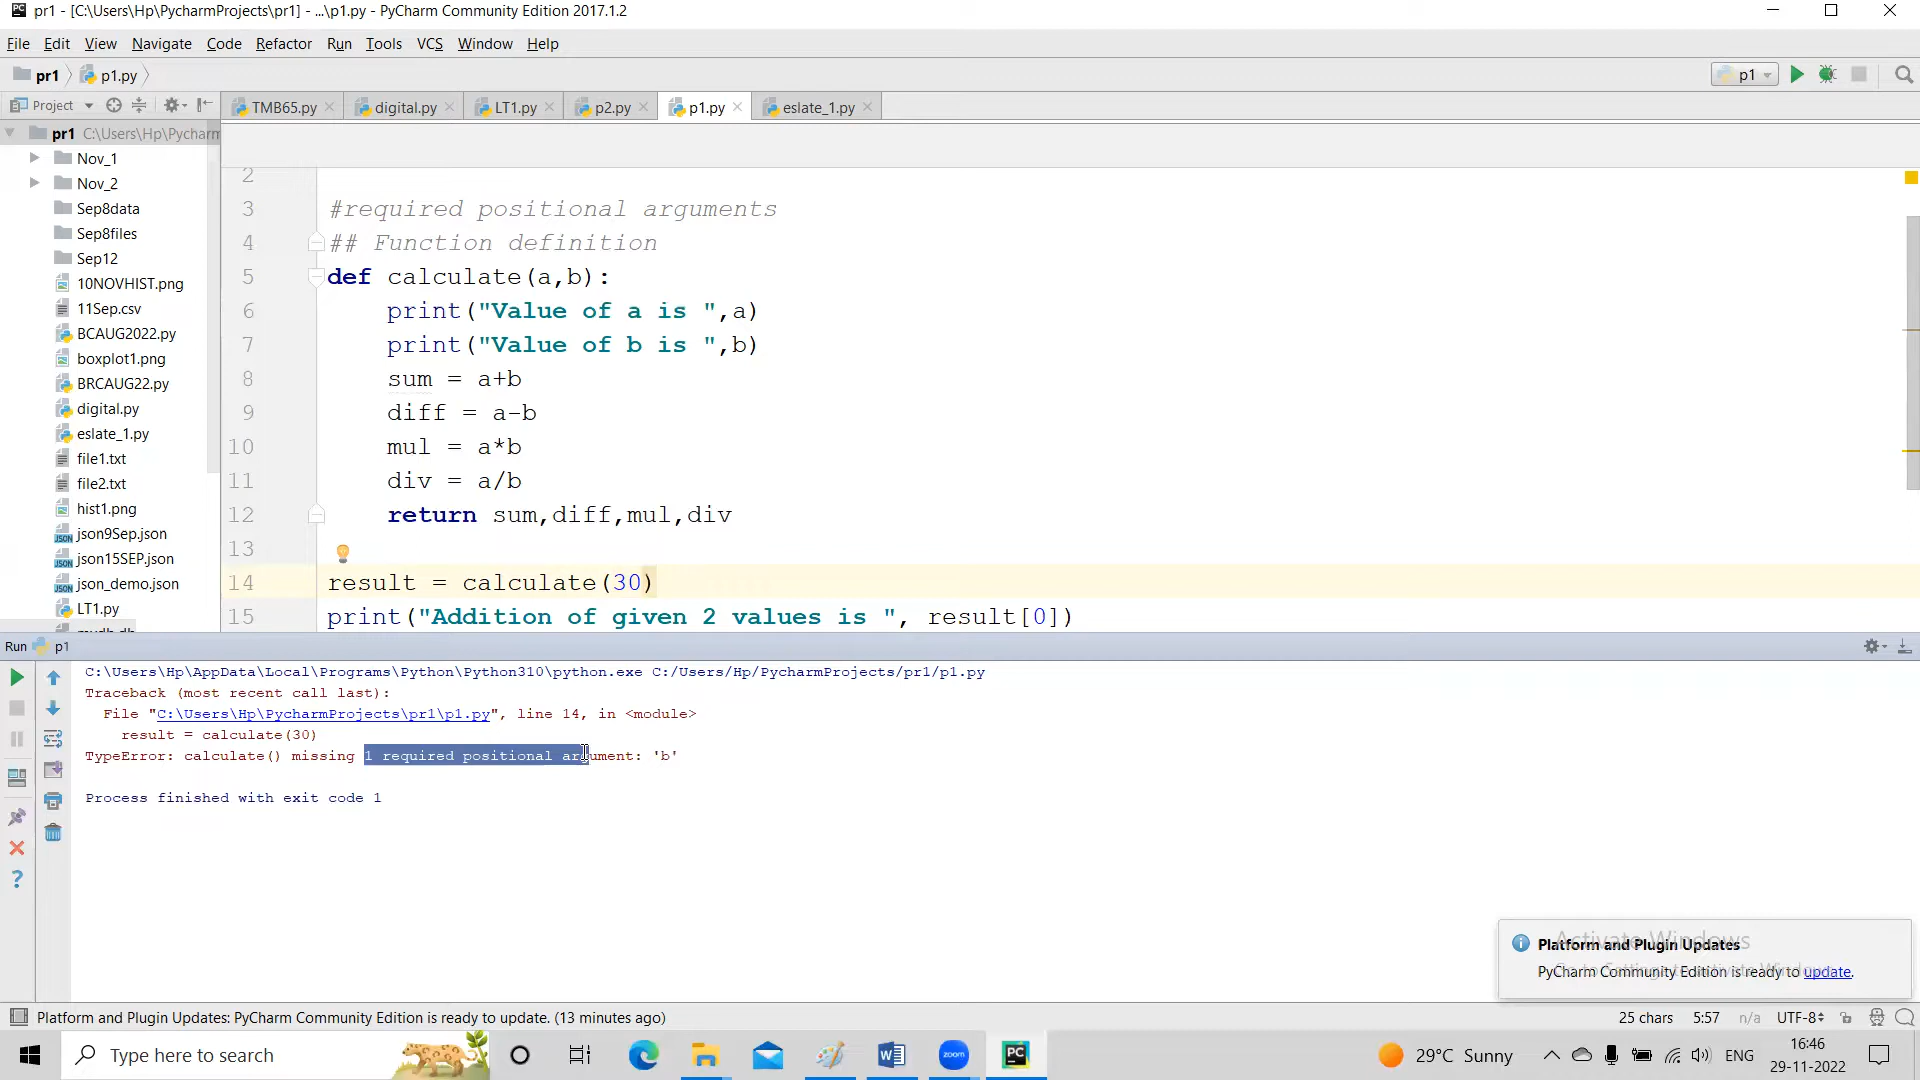 pr1 - [C:\Users\Hp\PycharmProjects\pr1] - ...\p1.py - PyCharm Community Edition 2017.1.2
File Edit View Navigate Code Refactor Run Tools VCS Window Help
pr1 p1.py p1
Project TMB65.py digital.py LT1.py p2.py p1.py eslate_1.py
pr1 C:\Users\Hp\Pycharm
Nov_1
Nov_2
Sep8data
Sep8files
Sep12
10NOVHIST.png
11Sep.csv
BCAUG2022.py
boxplot1.png
BRCAUG22.py
digital.py
eslate_1.py
file1.txt
file2.txt
hist1.png
json9Sep.json
json15SEP.json
json_demo.json
LT1.py
2
3 #required positional arguments
4 ## Function definition
5 def calculate(a,b):
6 print("Value of a is ",a)
7 print("Value of b is ",b)
8 sum = a+b
9 diff = a-b
10 mul = a*b
11 div = a/b
12 return sum,diff,mul,div
13
14 result = calculate(30)
15 print("Addition of given 2 values is ", result[0])
Run p1
C:\Users\Hp\AppData\Local\Programs\Python\Python310\python.exe C:/Users/Hp/PycharmProjects/pr1/p1.py
Traceback (most recent call last):
File "C:\Users\Hp\PycharmProjects\pr1\p1.py", line 14, in <module>
result = calculate(30)
TypeError: calculate() missing 1 required positional argument: 'b'
Process finished with exit code 1
Activate Windows
Platform and Plugin Updates
PyCharm Community Edition is ready to update.
Platform and Plugin Updates: PyCharm Community Edition is ready to update. (13 minutes ago)
25 chars 5:57 n/a UTF-8
Type here to search
zoom
PC
29°C Sunny
ENG
16:46
29-11-2022